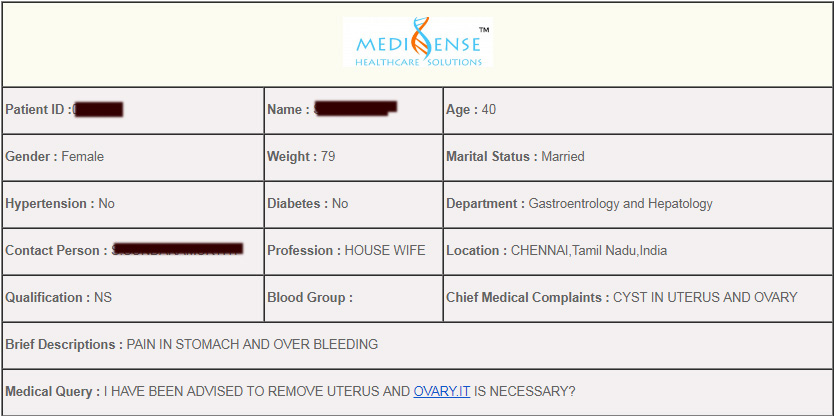 MEDISENSE™
HEALTHCARE SOLUTIONS
Patient ID : Name : Age : 40
Gender : Female Weight : 79 Marital Status : Married
Hypertension : No Diabetes : No Department : Gastroentrology and Hepatology
Contact Person : Profession : HOUSE WIFE Location : CHENNAI,Tamil Nadu,India
Qualification : NS Blood Group : Chief Medical Complaints : CYST IN UTERUS AND OVARY
Brief Descriptions : PAIN IN STOMACH AND OVER BLEEDING
Medical Query : I HAVE BEEN ADVISED TO REMOVE UTERUS AND OVARY.IT IS NECESSARY?